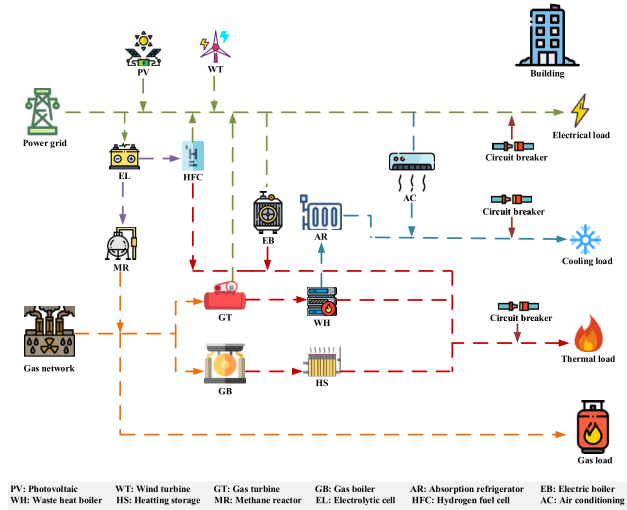 PV
WT
Building
Power grid
Electrical load
EL
HFC
Circuit breaker
AC
Circuit breaker
EB
AR
MR
Cooling load
Circuit breaker
GT
WH
Gas network
Thermal load
GB
HS
Gas load
PV: Photovoltaic WT: Wind turbine GT: Gas turbine GB: Gas boiler AR: Absorption refrigerator EB: Electric boiler
WH: Waste heat boiler HS: Heatting storage MR: Methane reactor EL: Electrolytic cell HFC: Hydrogen fuel cell AC: Air conditioning